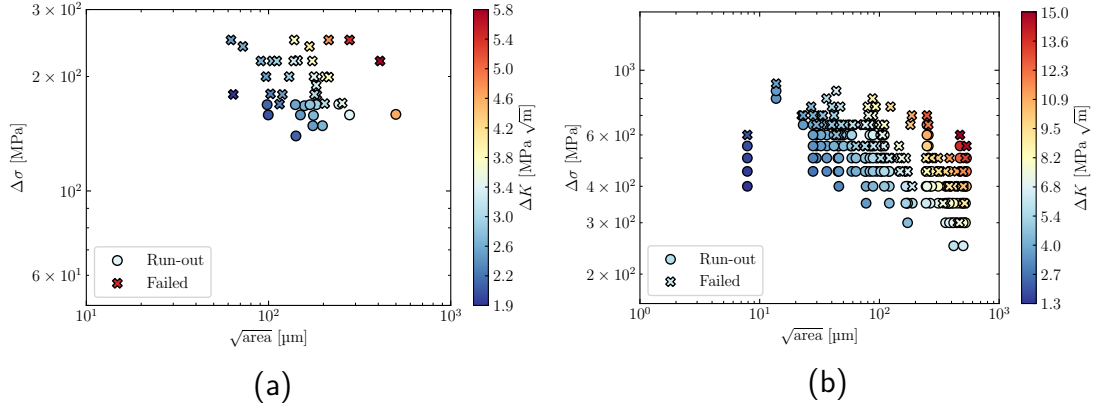 3 × 10²
2 × 10²
10²
6 × 10¹
Δσ [MPa]
10¹
10²
10³
√area [µm]
Run-out
Failed
5.8
5.4
5.0
4.6
4.2
3.8
3.4
3.0
2.6
2.2
1.9
ΔK [MPa √m]
(a)
10³
6 × 10²
4 × 10²
3 × 10²
2 × 10²
Δσ [MPa]
10⁰
10¹
10²
10³
√area [µm]
Run-out
Failed
15.0
13.6
12.3
10.9
9.5
8.2
6.8
5.4
4.0
2.7
1.3
ΔK [MPa √m]
(b)